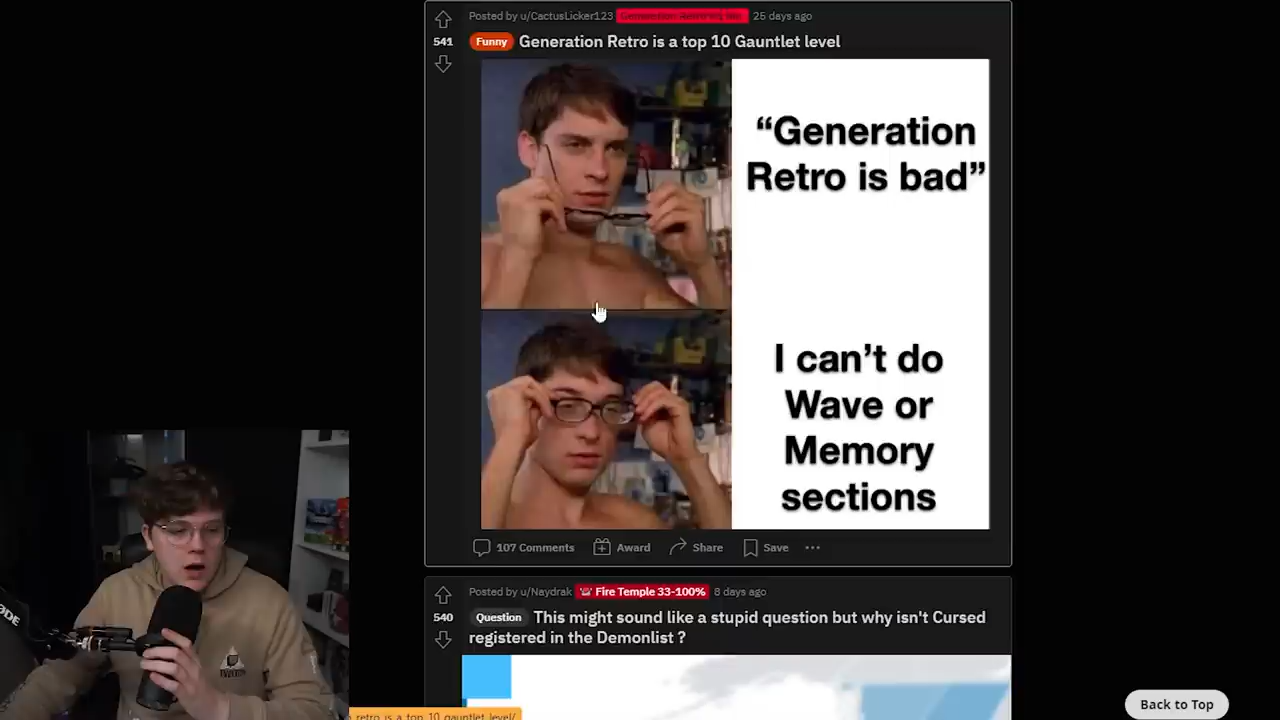 Posted by u/CactusLicker123 25 days ago
541
Funny Generation Retro is a top 10 Gauntlet level
“Generation
Retro is bad”
I can’t do
Wave or
Memory
sections
107 Comments Award Share Save
Posted by u/Naydrak Fire Temple 33-100% 8 days ago
540
Question This might sound like a stupid question but why isn't Cursed
registered in the Demonlist ?
retro_is_a_top_10_gauntlet_level/
Back to Top